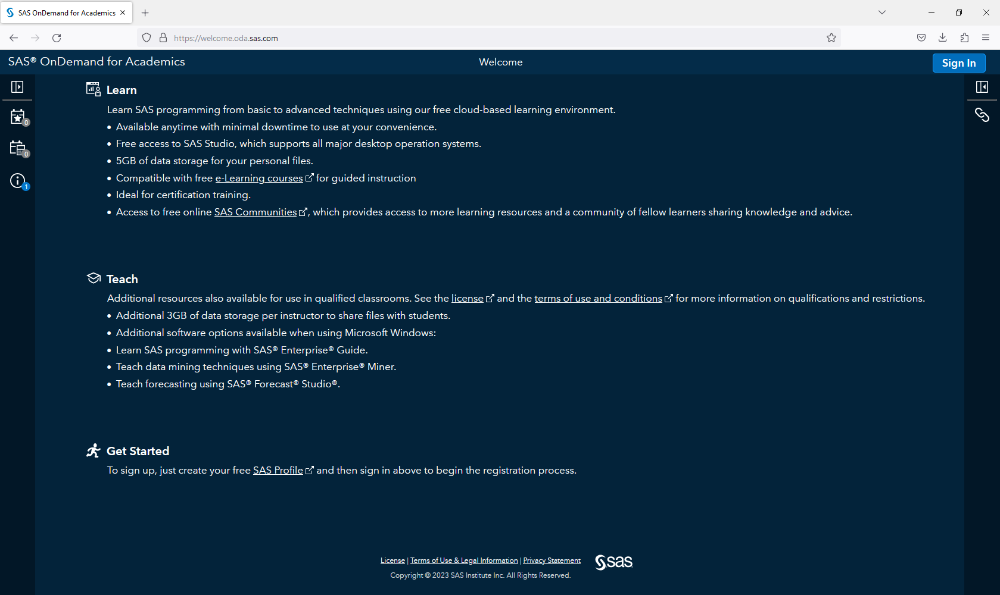 SAS OnDemand for Academics
https://welcome.oda.sas.com
SAS® OnDemand for Academics
Welcome
Sign In
Learn
Learn SAS programming from basic to advanced techniques using our free cloud-based learning environment.
• Available anytime with minimal downtime to use at your convenience.
• Free access to SAS Studio, which supports all major desktop operation systems.
• 5GB of data storage for your personal files.
• Compatible with free e-Learning courses for guided instruction
• Ideal for certification training.
• Access to free online SAS Communities, which provides access to more learning resources and a community of fellow learners sharing knowledge and advice.
0
0
1
Teach
Additional resources also available for use in qualified classrooms. See the license and the terms of use and conditions for more information on qualifications and restrictions.
• Additional 3GB of data storage per instructor to share files with students.
• Additional software options available when using Microsoft Windows:
• Learn SAS programming with SAS® Enterprise® Guide.
• Teach data mining techniques using SAS® Enterprise® Miner.
• Teach forecasting using SAS® Forecast® Studio®.
Get Started
To sign up, just create your free SAS Profile and then sign in above to begin the registration process.
License | Terms of Use & Legal Information | Privacy Statement
sas
Copyright © 2023 SAS Institute Inc. All Rights Reserved.